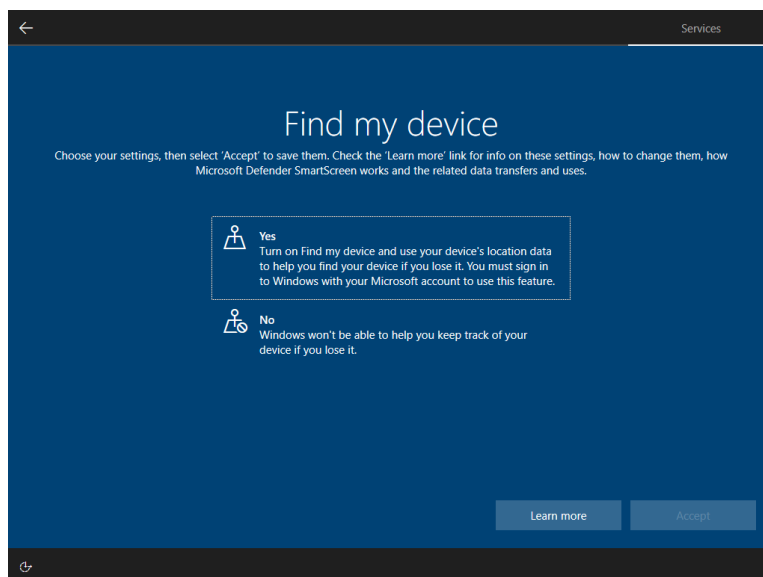 Services
Find my device
Choose your settings, then select 'Accept' to save them. Check the 'Learn more' link for info on these settings, how to change them, how
Microsoft Defender SmartScreen works and the related data transfers and uses.
Yes
Turn on Find my device and use your device's location data
to help you find your device if you lose it. You must sign in
to Windows with your Microsoft account to use this feature.
No
Windows won't be able to help you keep track of your
device if you lose it.
Learn more
Accept